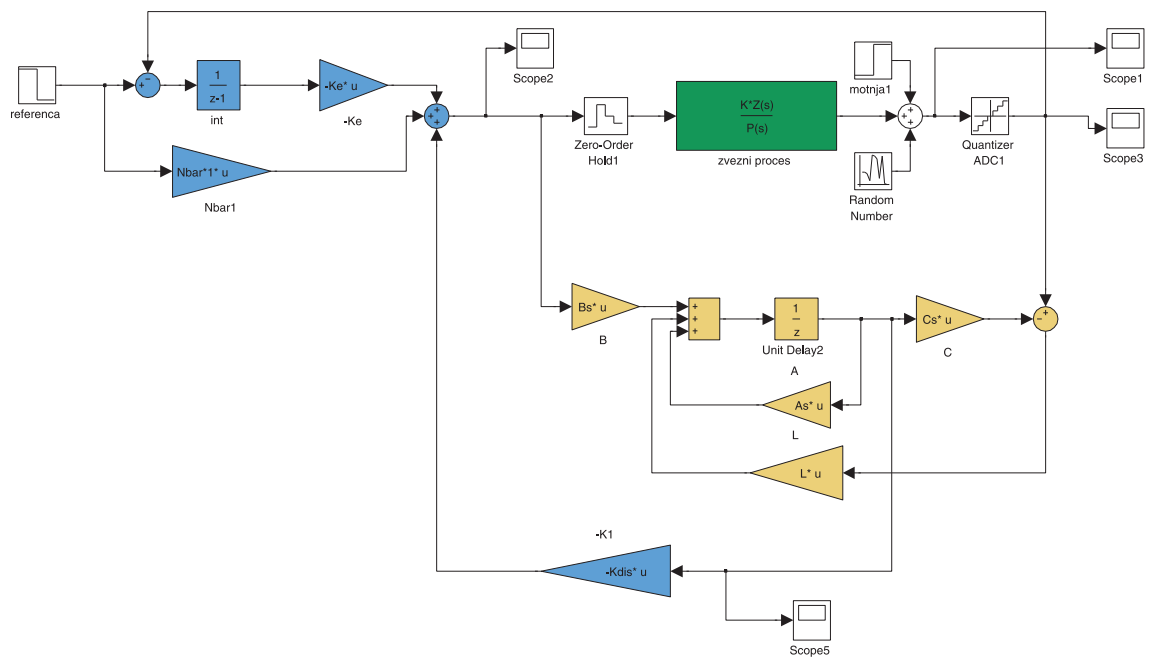 referenca
+
−
1
z-1
int
-Ke* u
-Ke
Nbar*1* u
Nbar1
+
+
+
Scope2
Zero-Order
Hold1
K*Z(s)
P(s)
zvezni proces
motnja1
Random
Number
+
+
+
Quantizer
ADC1
Scope1
Scope3
Bs* u
B
+
+
+
1
z
Unit Delay2
A
Cs* u
C
+
−
As* u
L
L* u
-K1
-Kdis* u
Scope5